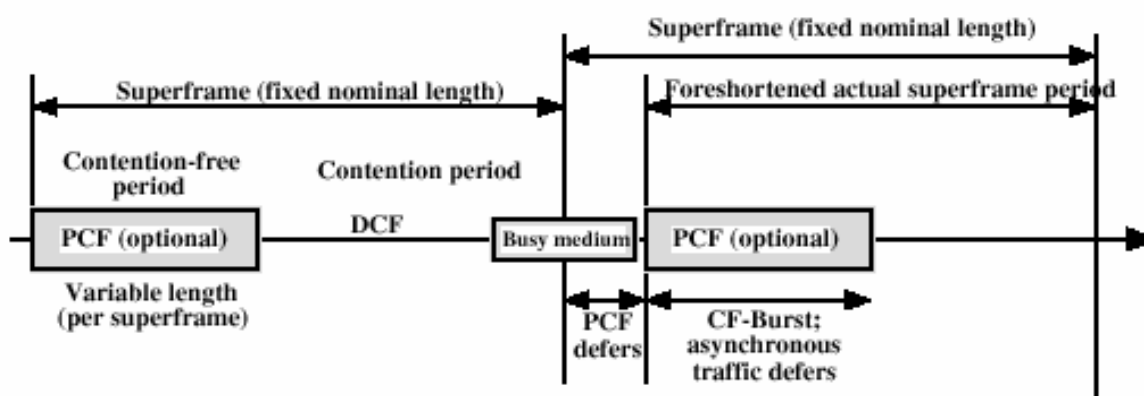 Superframe (fixed nominal length)
Superframe (fixed nominal length)
Foreshortened actual superframe period
Contention-free
period
Contention period
PCF (optional)
DCF
Busy medium
PCF (optional)
Variable length
(per superframe)
PCF
defers
CF-Burst;
asynchronous
traffic defers